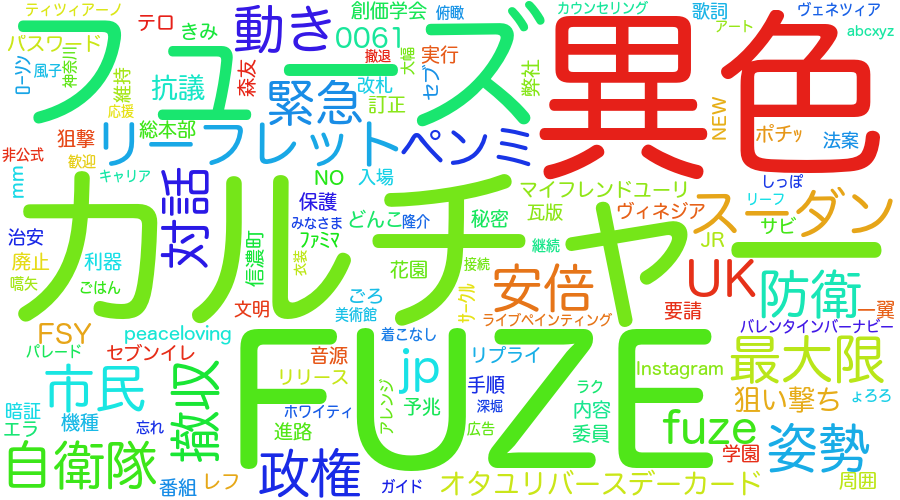 ティツィアーノ
テロ
きみ
動き
創価学会
俯瞰
カウンセリング
歌詞
ヴェネツィア
アート
abcxyz
パスワード
フューズ
0061
撤退
大幅
実行
セブ
弊社
異色
ローソン
風子
神奈川
維持
応援
抗議
森友
緊急
改札
訂正
NEW
ポチッ
法案
狙撃
総本部
リーフレット
ペンミ
非公式
歓迎
キャリア
mm
NO
入場
マイフレンドユーリ
しっぽ
リーフ
カルチャー
対話
保護
みなさま
どんこ
隆介
秘密
瓦版
ヴィネジア
スーダン
サビ
JR
治安
廃止
利器
信濃町
ファミマ
衣装
継続
接続
花園
嚆矢
ごはん
文明
ごろ
美術館
サークル
安倍
UK
防衛
要請
一翼
FSY
peaceloving
着こなし
ライブペインティング
バレンタインバーナビー
パレード
セブンイレ
音源
FUZE
jp
リプライ
Instagram
最大限
市民
撤収
リリース
アレンジ
手順
ラク
狙い撃ち
ょろろ
暗証
機種
ホワイティ
予兆
深堀
内容
fuze
エラ
忘れ
進路
広告
委員
学園
姿勢
自衛隊
番組
レフ
政権
ガイド
オタユリバースデーカード
周囲